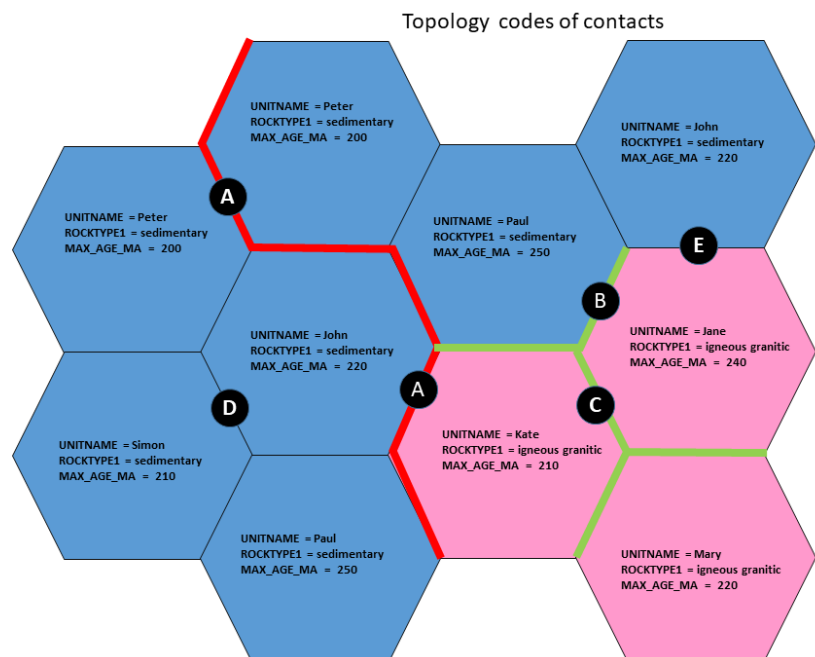 Topology codes of contacts
UNITNAME = Peter
ROCKTYPE1 = sedimentary
MAX_AGE_MA = 200
UNITNAME = John
ROCKTYPE1 = sedimentary
MAX_AGE_MA = 220
A
UNITNAME = Peter
ROCKTYPE1 = sedimentary
MAX_AGE_MA = 200
UNITNAME = Paul
ROCKTYPE1 = sedimentary
MAX_AGE_MA = 250
E
B
UNITNAME = John
ROCKTYPE1 = sedimentary
MAX_AGE_MA = 220
UNITNAME = Jane
ROCKTYPE1 = igneous granitic
MAX_AGE_MA = 240
A
C
D
UNITNAME = Simon
ROCKTYPE1 = sedimentary
MAX_AGE_MA = 210
UNITNAME = Kate
ROCKTYPE1 = igneous granitic
MAX_AGE_MA = 210
UNITNAME = Paul
ROCKTYPE1 = sedimentary
MAX_AGE_MA = 250
UNITNAME = Mary
ROCKTYPE1 = igneous granitic
MAX_AGE_MA = 220